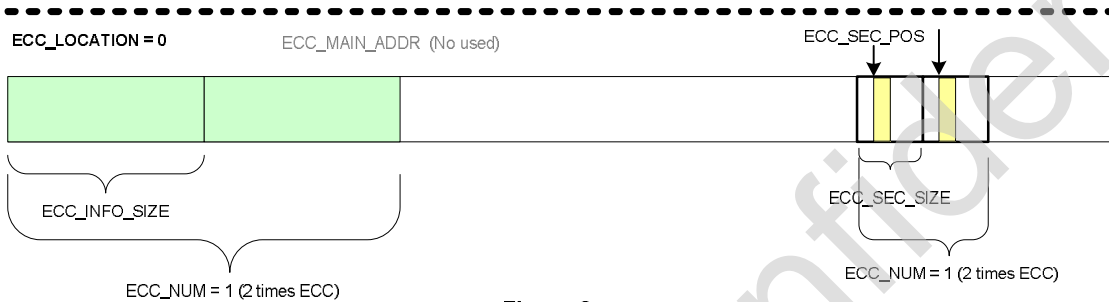 ECC_LOCATION = 0
ECC_MAIN_ADDR (No used)
ECC_SEC_POS
ECC_INFO_SIZE
ECC_SEC_SIZE
ECC_NUM = 1 (2 times ECC)
ECC_NUM = 1 (2 times ECC)